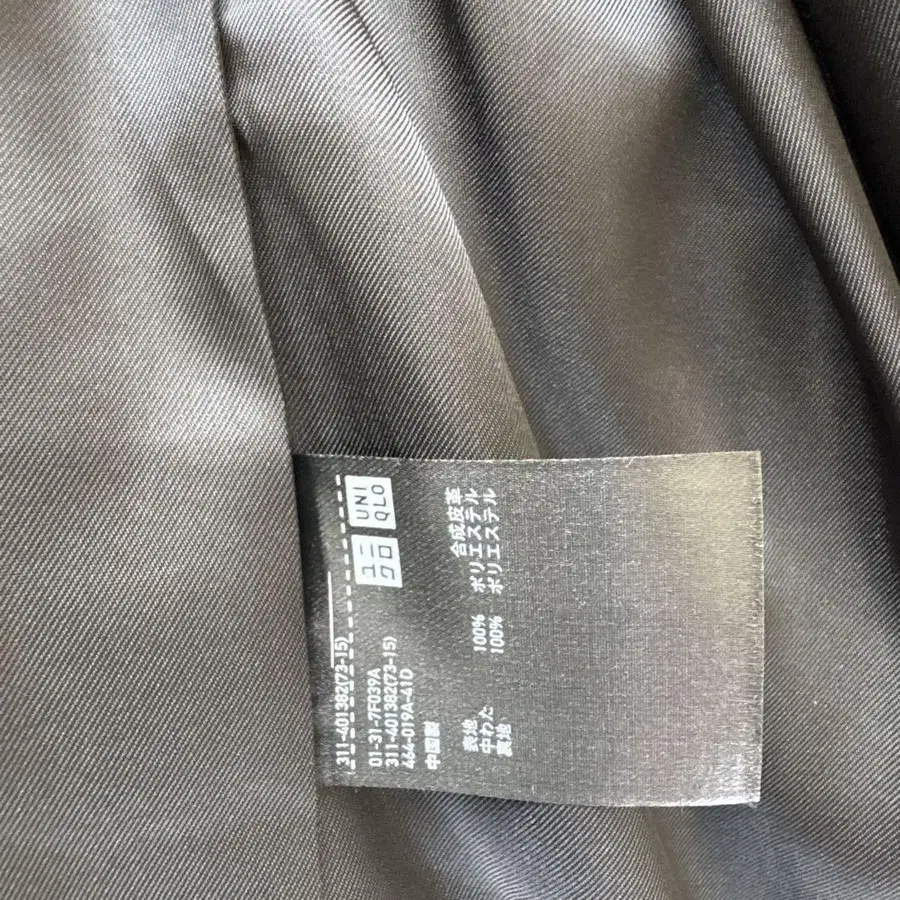 311-401382(73-15)
ユニ
クロ
UNI
QLO
01-31-7F039A
311-401382(73-15)
464-019A-41D
中国製
表地 合成皮革
中わた 100% ポリエステル
裏地 100% ポリエステル